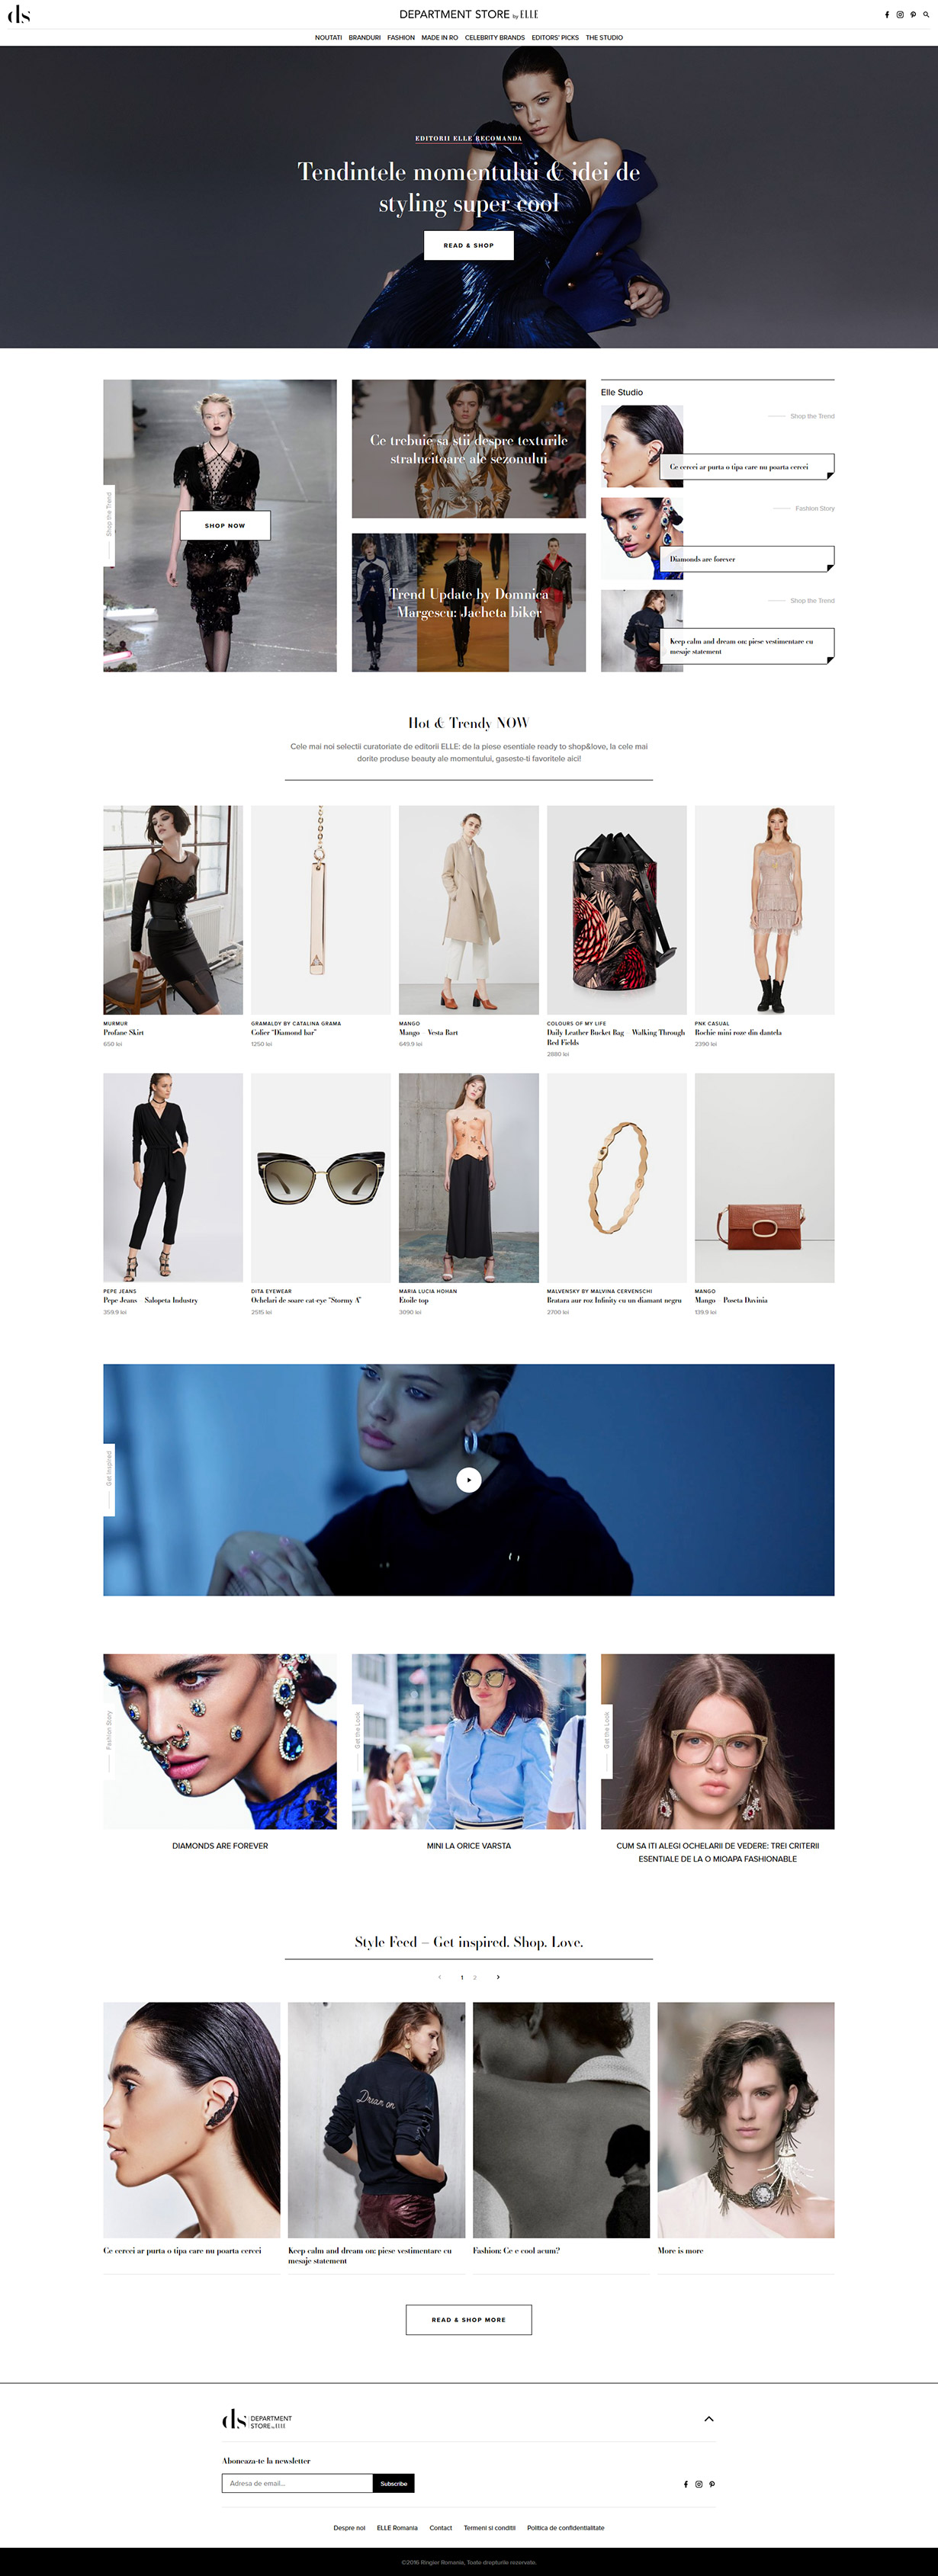 ds
DEPARTMENT STORE by ELLE
NOUTATI BRANDURI FASHION MADE IN RO CELEBRITY BRANDS EDITORS' PICKS THE STUDIO
EDITORII ELLE RECOMANDA
Tendintele momentului & idei de
styling super cool
READ & SHOP
Shop the Trend
SHOP NOW
Ce trebuie sa stii despre texturile
stralucitoare ale sezonului
Trend Update by Domnica
Margescu: Jacheta biker
Elle Studio
Shop the Trend
Ce cercei ar purta o tipa care nu poarta cercei
Fashion Story
Diamonds are forever
Shop the Trend
Keep calm and dream on: piese vestimentare cu
mesaje statement
Hot & Trendy NOW
Cele mai noi selectii curatoriate de editorii ELLE: de la piese esentiale ready to shop&love, la cele mai
dorite produse beauty ale momentului, gaseste-ti favoritele aici!
MURMUR
Profane Skirt
650 lei
GRAMALDY BY CATALINA GRAMA
Colier "Diamond bar"
1250 lei
MANGO
Mango Vesta Bart
649.9 lei
COLOURS OF MY LIFE
Daily Leather Bucket Bag Walking Through
Red Fields
2880 lei
PNK CASUAL
Rochie mini roze din dantela
2390 lei
PEPE JEANS
Pepe Jeans Salopeta Industry
359.9 lei
DITA EYEWEAR
Ochelari de soare cat-eye "Stormy A"
2515 lei
MARIA LUCIA HOHAN
Etoile top
3090 lei
MALVENSKY BY MALVINA CERVENSCHI
Bratara aur roz Infinity cu un diamant negru
2700 lei
MANGO
Mango Poseta Davinia
139.9 lei
Get Inspired
Fashion Story
DIAMONDS ARE FOREVER
Get the Look
MINI LA ORICE VARSTA
Get the Look
CUM SA ITI ALEGI OCHELARII DE VEDERE: TREI CRITERII
ESENTIALE DE LA O MIOAPA FASHIONABLE
Style Feed – Get inspired. Shop. Love.
1 2
Dream on
Ce cercei ar purta o tipa care nu poarta cercei
Keep calm and dream on: piese vestimentare cu
mesaje statement
Fashion: Ce e cool acum?
More is more
READ & SHOP MORE
ds DEPARTMENT
STORE
Aboneaza-te la newsletter
Adresa de email...
Subscribe
Despre noi ELLE Romania Contact Termeni si conditii Politica de confidentialitate
©2016 Ringier Romania, Toate drepturile rezervate.